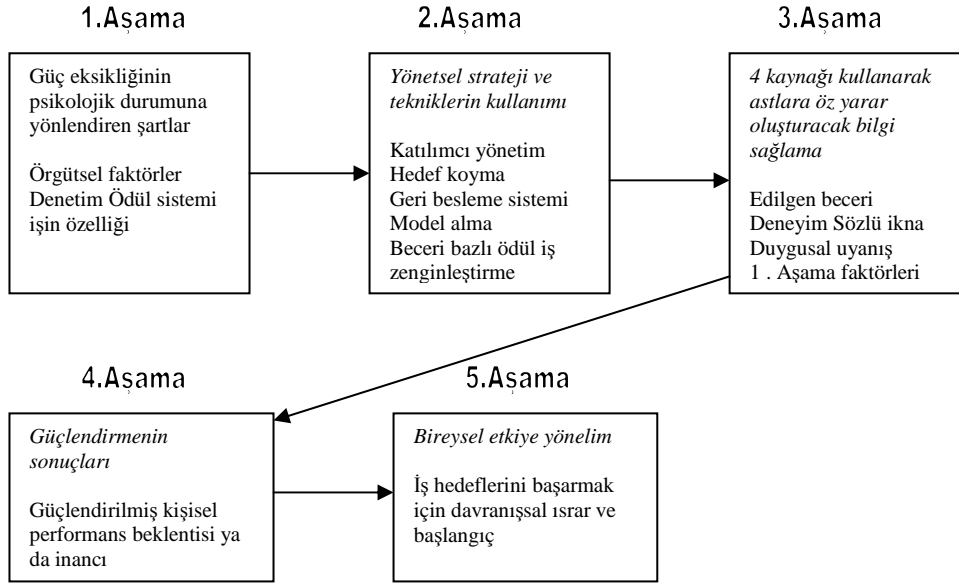 1.Aşama
Güç eksikliğinin
psikolojik durumuna
yönlendiren şartlar
Örgütsel faktörler
Denetim Ödül sistemi
işin özelliği
2.Aşama
Yönetsel strateji ve
tekniklerin kullanımı
Katılımcı yönetim
Hedef koyma
Geri besleme sistemi
Model alma
Beceri bazlı ödül iş
zenginleştirme
3.Aşama
4 kaynağı kullanarak
astlara öz yarar
oluşturacak bilgi
sağlama
Edilgen beceri
Deneyim Sözlü ikna
Duygusal uyanış
1 . Aşama faktörleri
4.Aşama
Güçlendirmenin
sonuçları
Güçlendirilmiş kişisel
performans beklentisi ya
da inancı
5.Aşama
Bireysel etkiye yönelim
İş hedeflerini başarmak
için davranışsal ısrar ve
başlangıç